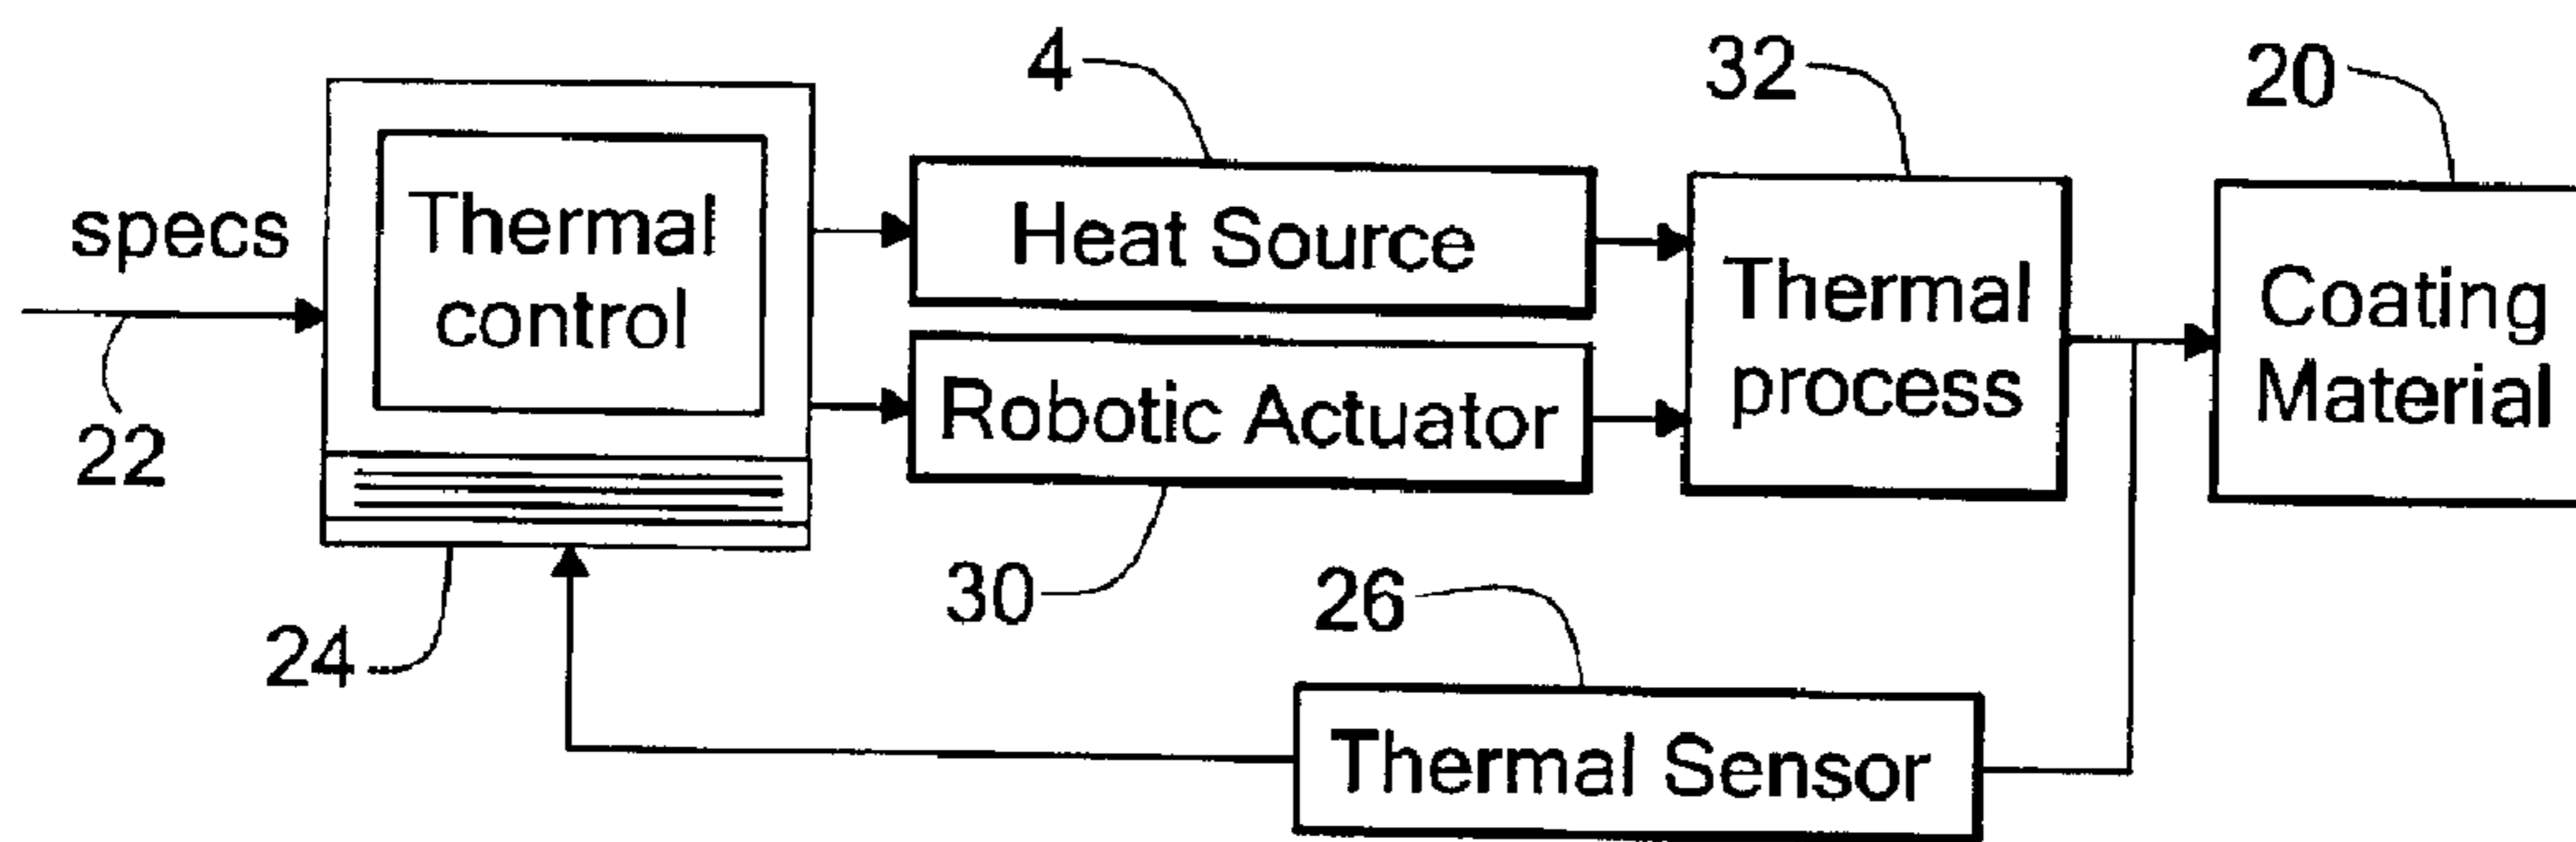 4
32
20
specs
Thermal
control
Heat Source
Thermal
process
Coating
Material
Robotic Actuator
22
24
30
26
Thermal Sensor